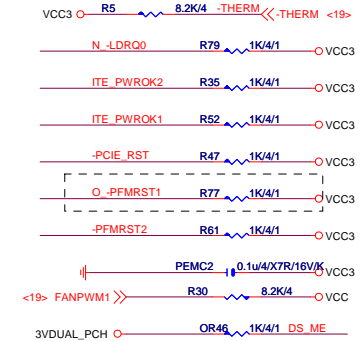 VCC3 R5 8.2K/4 -THERM -THERM <19>
N_-LDRQ0 R79 1K/4/1 VCC3
ITE_PWROK2 R35 1K/4/1 VCC3
ITE_PWROK1 R52 1K/4/1 VCC3
-PCIE_RST R47 1K/4/1 VCC3
O_-PFMRST1 R77 1K/4/1 VCC3
-PFMRST2 R61 1K/4/1 VCC3
PEMC2 0.1u/4/X7R/16V/K VCC3
<19> FANPWM1 R30 8.2K/4 VCC
3VDUAL_PCH OR46 1K/4/1 DS_ME